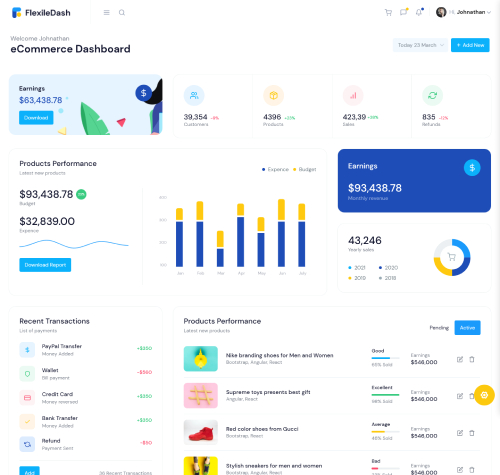 FlexileDash
Hi, Johnathan
Welcome Johnathan
eCommerce Dashboard
Today, 23 March
+ Add New
Earnings
$63,438.78
Download
39,354 -9%
Customers
4396 +23%
Products
423,39 +38%
Sales
835 -12%
Refunds
Products Performance
Latest new products
Expence
Budget
$93,438.78
Budget
$32,839.00
Expence
Download Report
400
300
200
100
Jan
Feb
Mar
Apr
May
Jun
Earnings
$93,438.78
Monthly revenue
43,246
Yearly sales
2021
2020
2019
2018
Recent Transactions
List of payments
PayPal Transfer
Money Added
+$350
Wallet
Bill payment
-$560
Credit Card
Money reversed
+$350
Bank Transfer
Money Added
+$350
Refund
Payment Sent
-$50
Add
36 Recent Transactions
Products Performance
Latest new products
Pending
Active
Nike branding shoes for Men and Women
Bootstrap, Angular, React
Good
65% Sold
Earnings
$546,000
Supreme toys presents best gift
Angular, React
Excellent
98% Sold
Earnings
$546,000
Red color shoes from Gucci
Bootstrap, Angular, React
Average
46% Sold
Earnings
$546,000
Stylish sneakers for men and women
Bootstrap, Angular
Bad
Earnings
$546,000